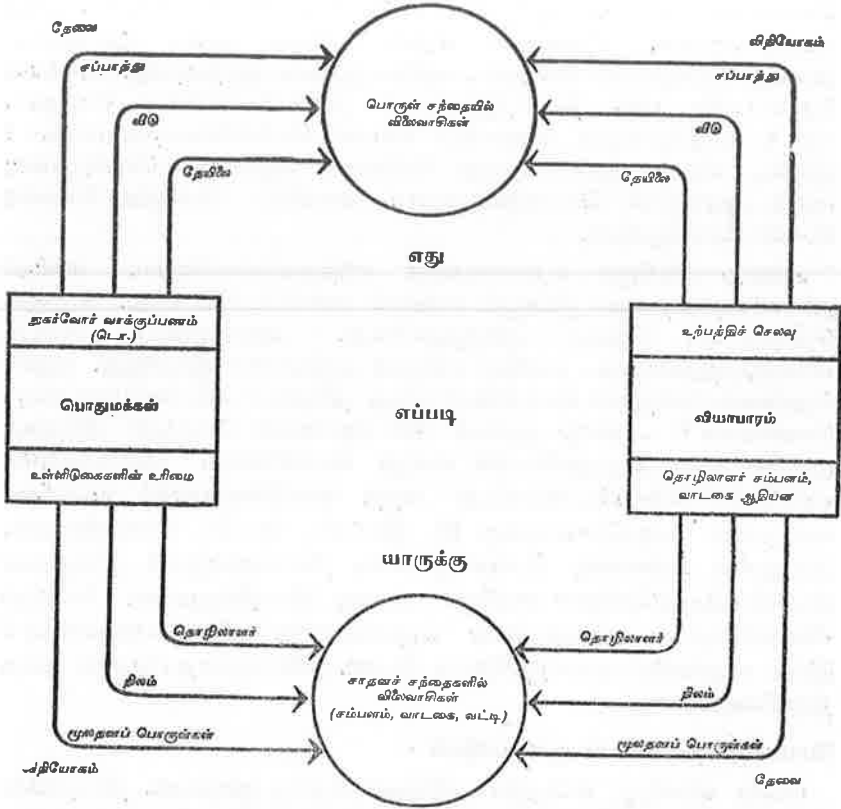 தேவை
விநியோகம்
சப்பாத்து
சப்பாத்து
பொருள் சந்தையில்
விலைவாசிகள்
வீடு
வீடு
தேயிலை
தேயிலை
எது
நுகர்வோர் வாக்குப்பணம்
(டொ.)
உற்பத்திச் செலவு
பொதுமக்கள்
எப்படி
வியாபாரம்
உள்ளிடுகைகளின் உரிமை
தொழிலாளர் சம்பளம்,
வாடகை ஆதியன
யாருக்கு
தொழிலாளர்
தொழிலாளர்
சாதனச் சந்தைகளில்
விலைவாசிகள்
(சம்பளம், வாடகை, வட்டி)
நிலம்
நிலம்
மூலதனப் பொருள்கள்
மூலதனப் பொருள்கள்
விநியோகம்
தேவை